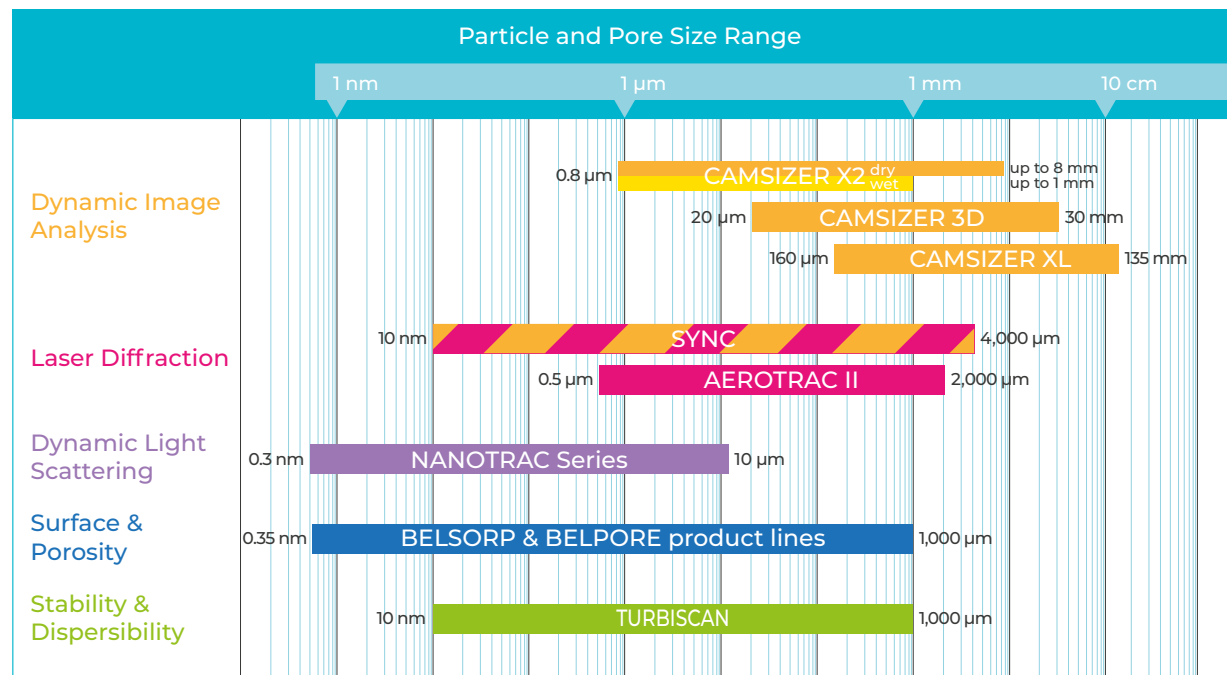 Particle and Pore Size Range
1 nm
1 µm
1 mm
10 cm
Dynamic Image
Analysis
0.8 µm
CAMSIZER X2 dry
wet
up to 8 mm
up to 1 mm
20 µm
CAMSIZER 3D
30 mm
160 µm
CAMSIZER XL
135 mm
Laser Diffraction
10 nm
SYNC
4,000 µm
0.5 µm
AEROTRAC II
2,000 µm
Dynamic Light
Scattering
0.3 nm
NANOTRAC Series
10 µm
Surface &
Porosity
0.35 nm
BELSORP & BELPORE product lines
1,000 µm
Stability &
Dispersibility
10 nm
TURBISCAN
1,000 µm